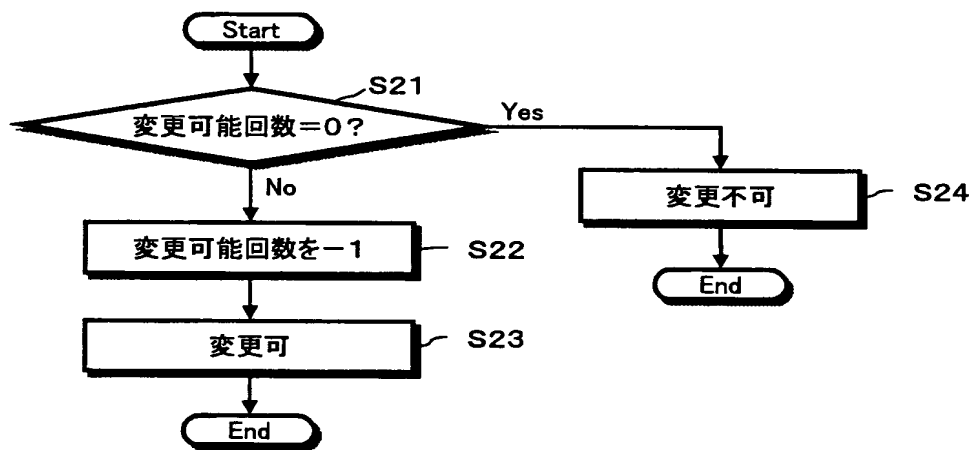 Start
S21
変更可能回数=0?
Yes
No
変更不可
S24
変更可能回数を-1
S22
End
変更可
S23
End